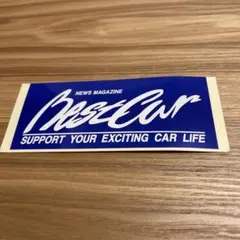 NEWS MAGAZINE
BestCar
SUPPORT YOUR EXCITING CAR LIFE